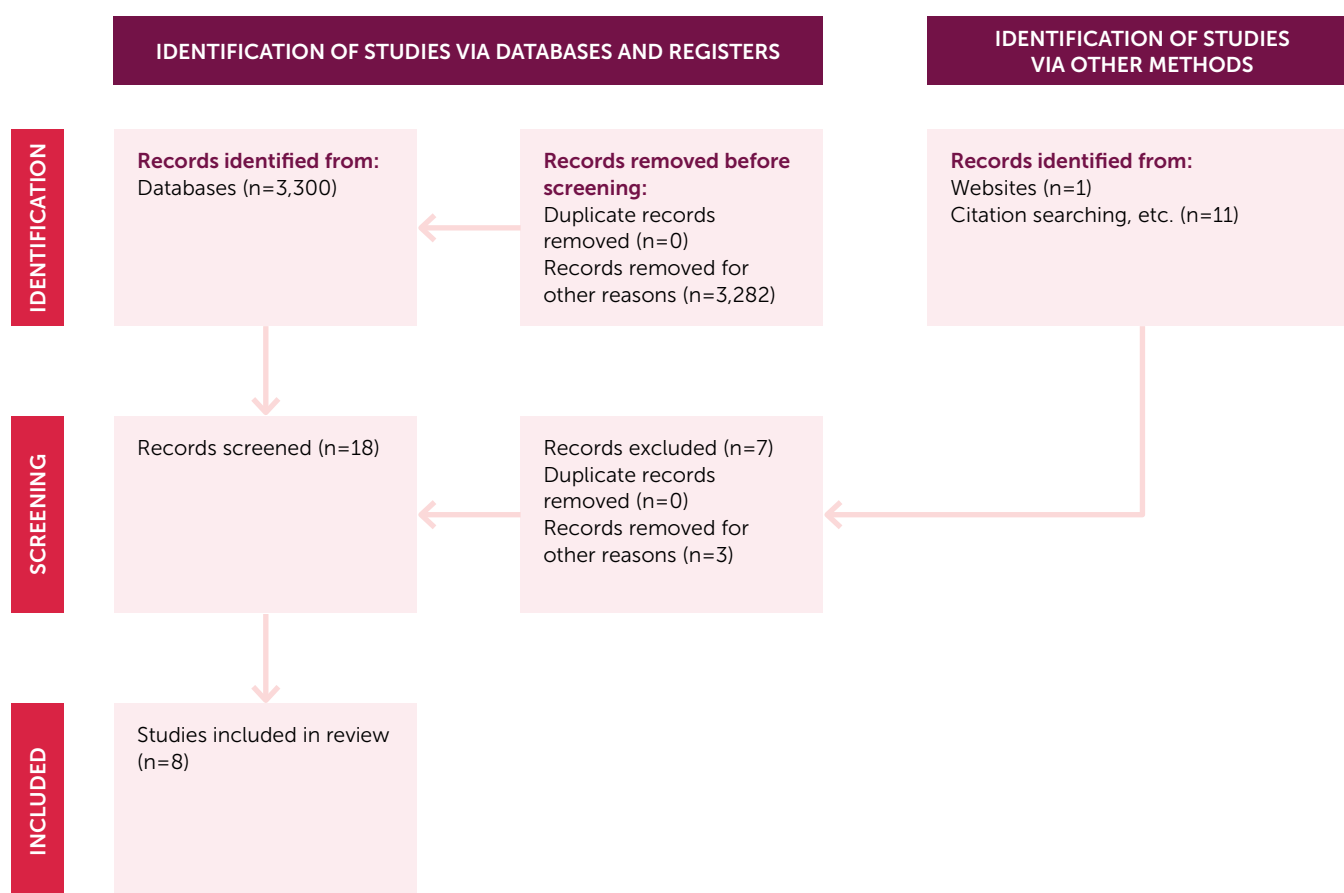 IDENTIFICATION OF STUDIES VIA DATABASES AND REGISTERS
IDENTIFICATION OF STUDIES
VIA OTHER METHODS
IDENTIFICATION
Records identified from:
Databases (n=3,300)
Records removed before
screening:
Duplicate records
removed (n=0)
Records removed for
other reasons (n=3,282)
Records identified from:
Websites (n=1)
Citation searching, etc. (n=11)
SCREENING
Records screened (n=18)
Records excluded (n=7)
Duplicate records
removed (n=0)
Records removed for
other reasons (n=3)
INCLUDED
Studies included in review
(n=8)